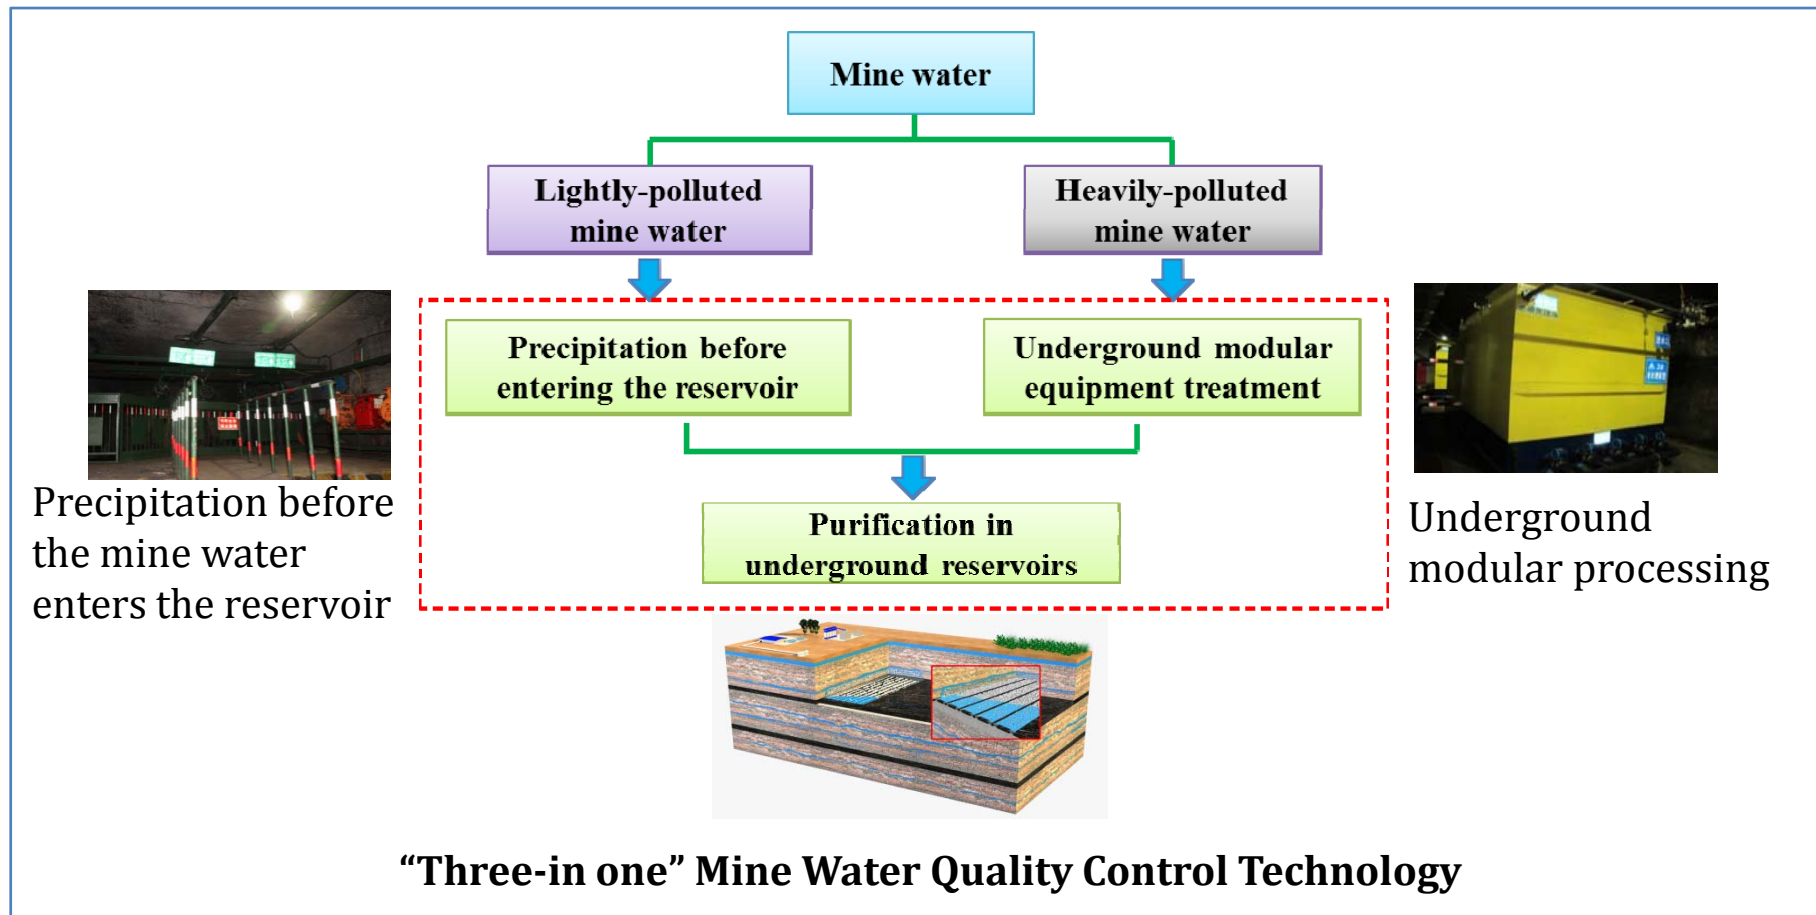 Mine water
Lightly-polluted
mine water
Heavily-polluted
mine water
Precipitation before
entering the reservoir
Underground modular
equipment treatment
Purification in
underground reservoirs
Precipitation before
the mine water
enters the reservoir
Underground
modular processing
“Three-in one” Mine Water Quality Control Technology